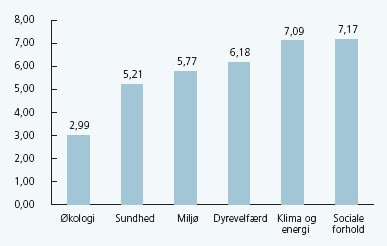 8,00
7,00
6,00
5,00
4,00
3,00
2,00
1,00
0,00
2,99
5,21
5,77
6,18
7,09
7,17
Økologi
Sundhed
Miljø
Dyrevelfærd
Klima og
energi
Sociale
forhold